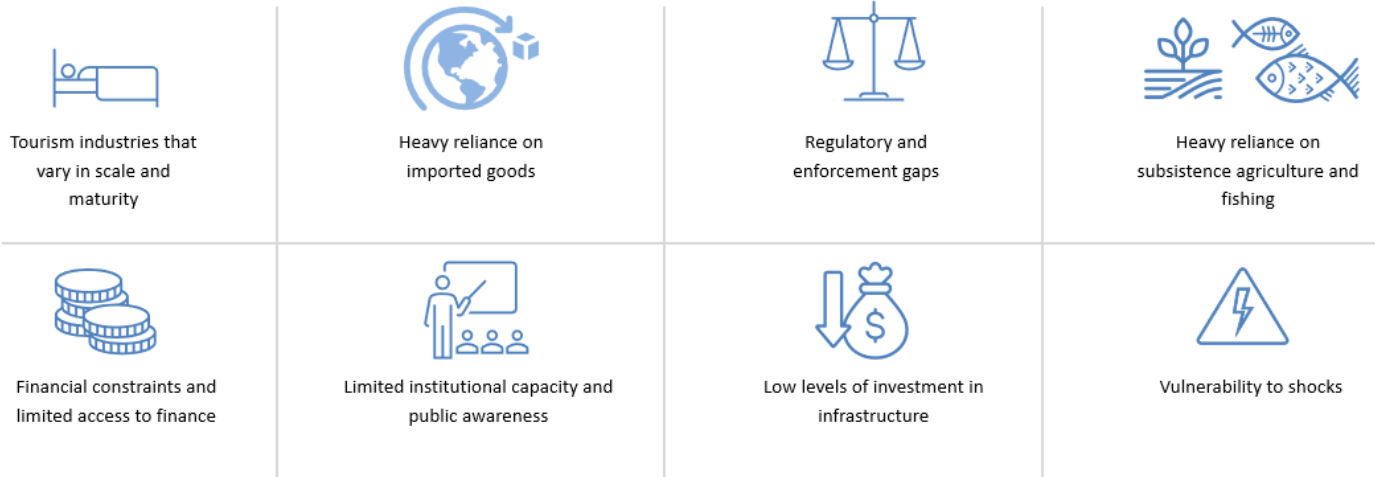 Tourism industries that
vary in scale and
maturity
Heavy reliance on
imported goods
Regulatory and
enforcement gaps
Heavy reliance on
subsistence agriculture and
fishing
Financial constraints and
limited access to finance
Limited institutional capacity and
public awareness
$
Low levels of investment in
infrastructure
Vulnerability to shocks